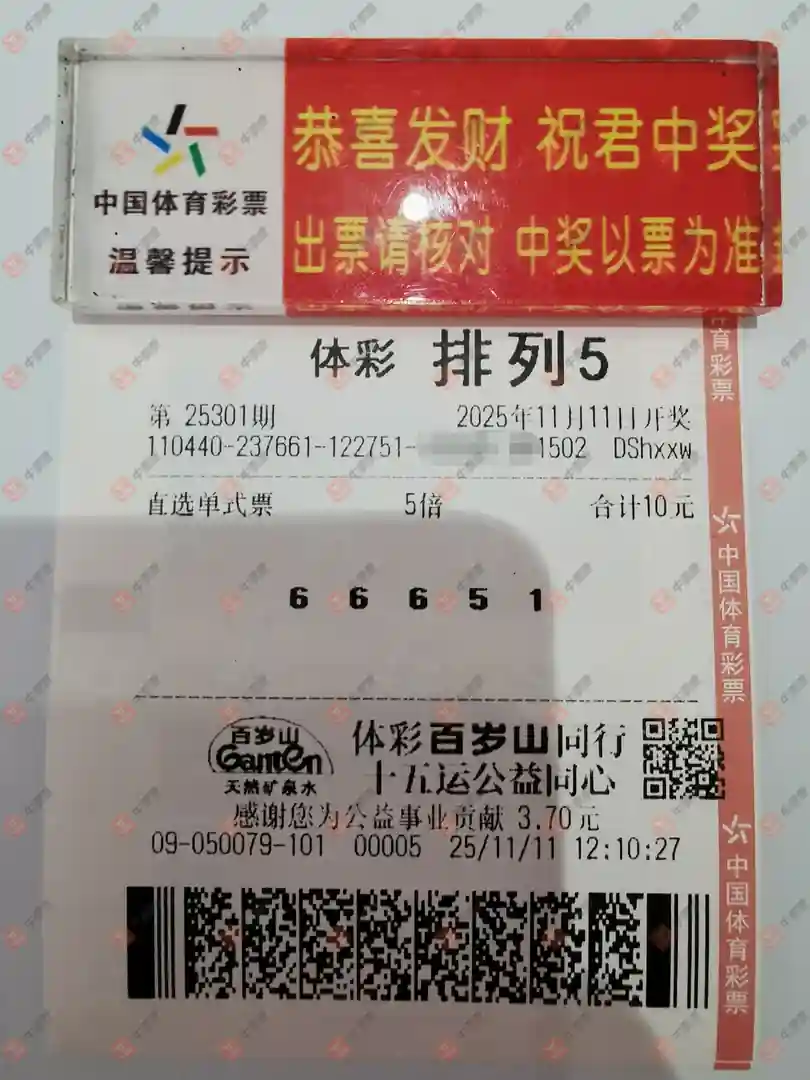 中国体育彩票
温馨提示
恭喜发财 祝君中奖
出票请核对 中奖以票为准
体彩 排列5
第 25301期 2025年11月11日开奖
110440-237661-122751- 1502 DShxxw
直选单式票 5倍 合计10元
6 6 6 5 1
百岁山
Ganten
天然矿泉水
体彩百岁山同行
十五运公益同心
感谢您为公益事业贡献 3.70元
09-050079-101 00005 25/11/11 12:10:27
育彩票
中国体育彩票
中国体育彩票